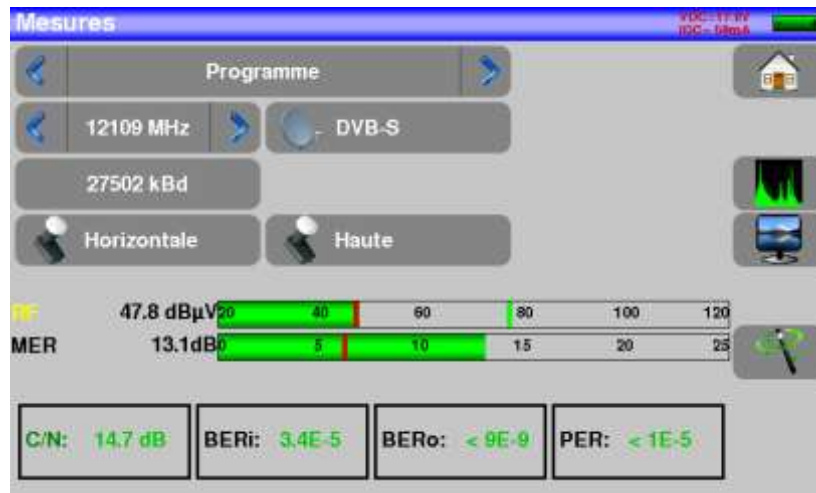 Mesures
Programme
12109 MHz
DVB-S
27502 kBd
Horizontale
Haute
RF 47.8 dBµV 20 40 60 80 100 120
MER 13.1dB 0 5 10 15 20 25
C/N: 14.7 dB
BERi: 3.4E-5
BERo: < 9E-9
PER: < 1E-5